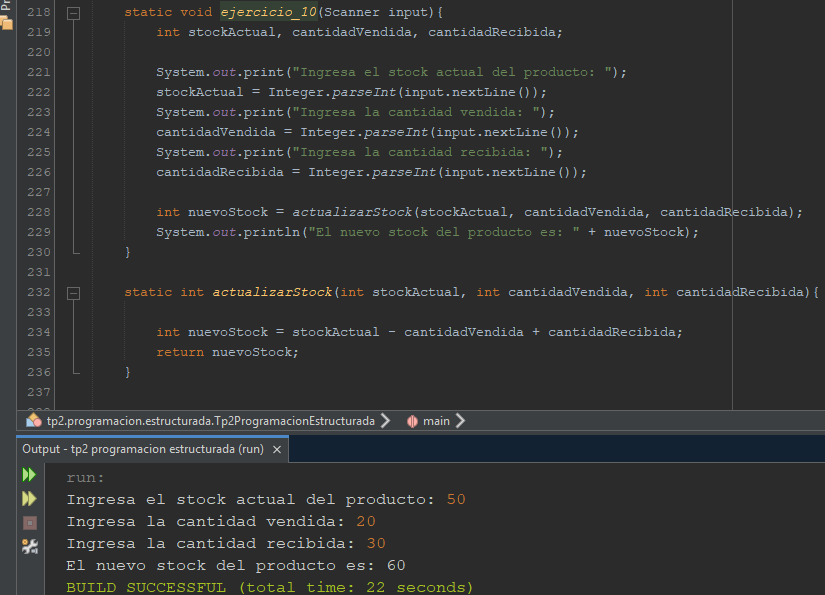 Pr
218 static void ejercicio_10(Scanner input){
219 int stockActual, cantidadVendida, cantidadRecibida;
220
221 System.out.print("Ingresa el stock actual del producto: ");
222 stockActual = Integer.parseInt(input.nextLine());
223 System.out.print("Ingresa la cantidad vendida: ");
224 cantidadVendida = Integer.parseInt(input.nextLine());
225 System.out.print("Ingresa la cantidad recibida: ");
226 cantidadRecibida = Integer.parseInt(input.nextLine());
227
228 int nuevoStock = actualizarStock(stockActual, cantidadVendida, cantidadRecibida);
229 System.out.println("El nuevo stock del producto es: " + nuevoStock);
230 }
231
232 static int actualizarStock(int stockActual, int cantidadVendida, int cantidadRecibida){
233
234 int nuevoStock = stockActual - cantidadVendida + cantidadRecibida;
235 return nuevoStock;
236 }
237
tp2.programacion.estructurada.Tp2ProgramacionEstructurada main
Output - tp2 programacion estructurada (run) ×
run:
Ingresa el stock actual del producto: 50
Ingresa la cantidad vendida: 20
Ingresa la cantidad recibida: 30
El nuevo stock del producto es: 60
BUILD SUCCESSFUL (total time: 22 seconds)